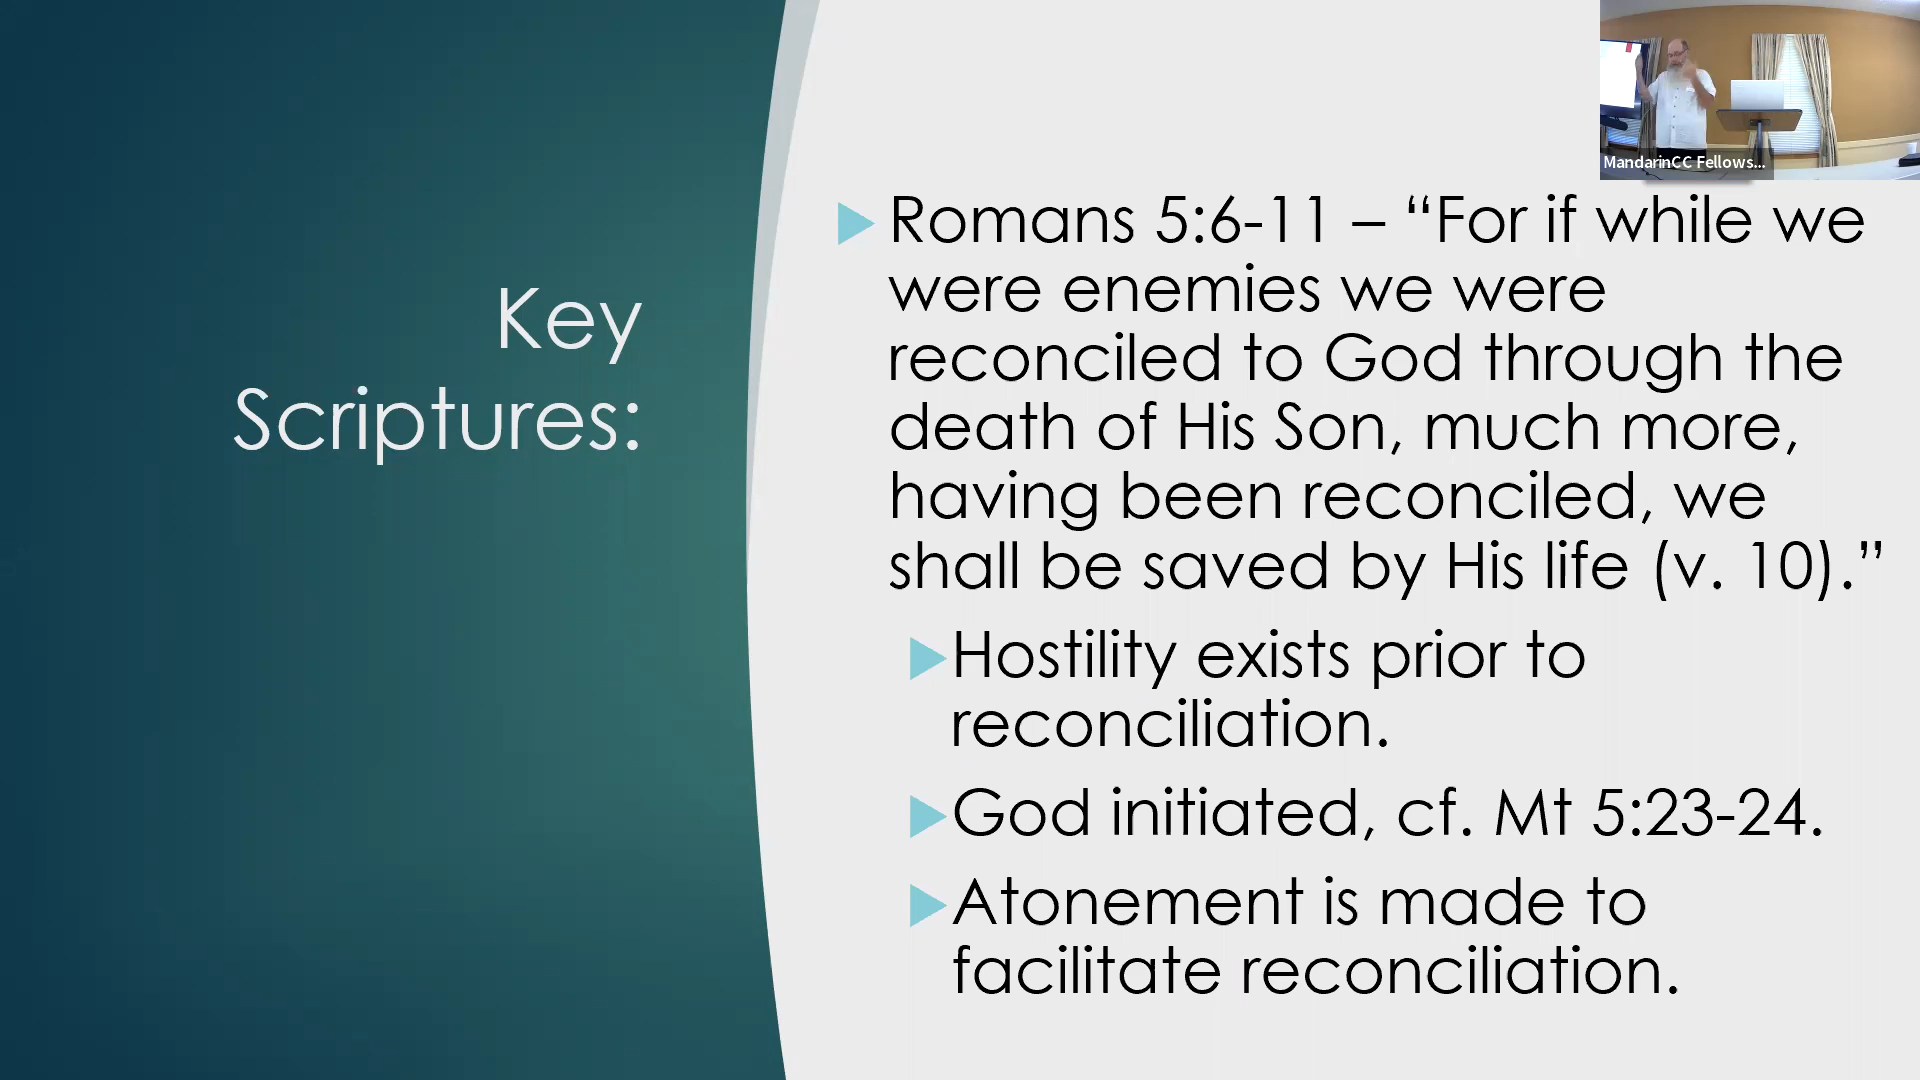 MandarinCC Fellows...
Key
Scriptures:
Romans 5:6-11 – “For if while we
were enemies we were
reconciled to God through the
death of His Son, much more,
having been reconciled, we
shall be saved by His life (v. 10).”
Hostility exists prior to
reconciliation.
God initiated, cf. Mt 5:23-24.
Atonement is made to
facilitate reconciliation.